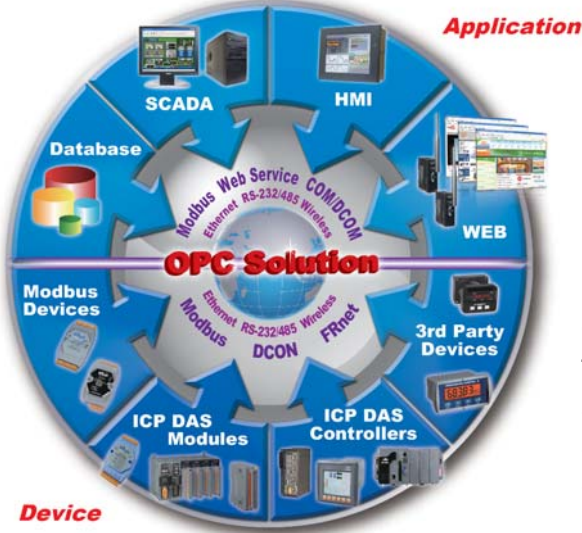 Application
SCADA
HMI
Database
WEB
Modbus Web Service COM/DCOM
Ethernet RS-232/485 Wireless
OPC Solution
Ethernet RS-232/485 Wireless
Modbus DCON FRnet
Modbus
Devices
3rd Party
Devices
ICP DAS
Modules
ICP DAS
Controllers
Device